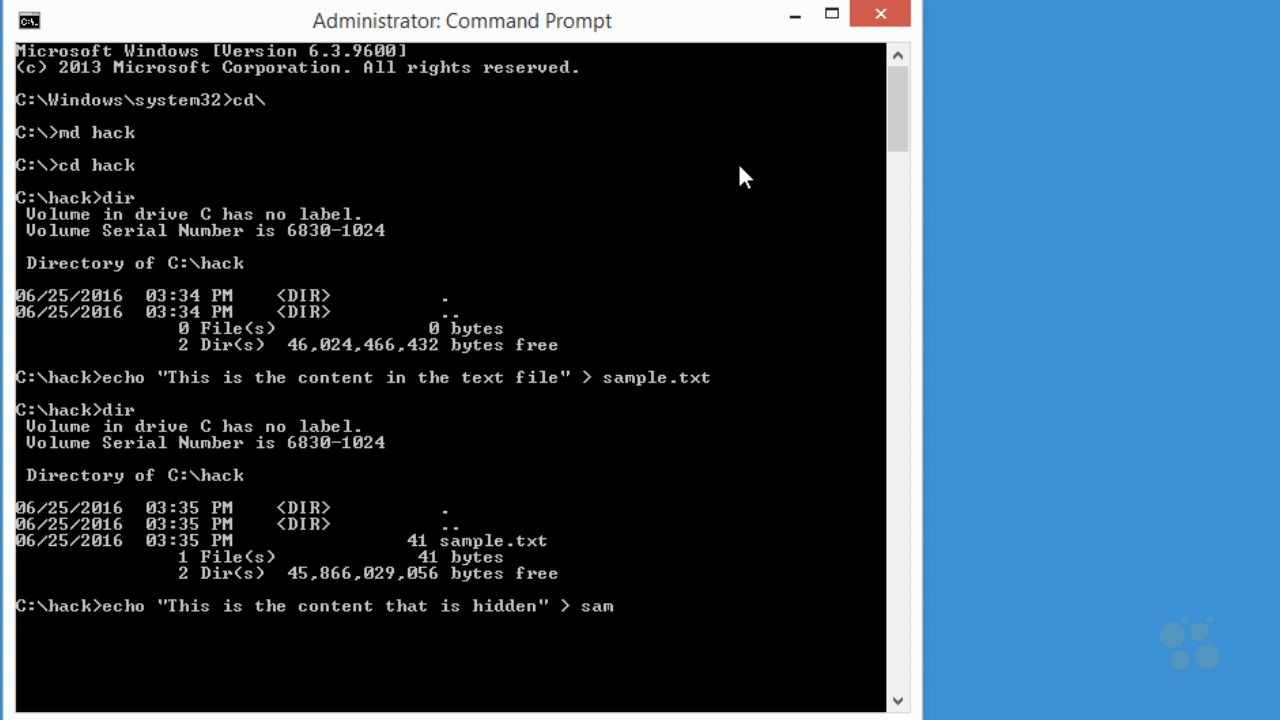 Administrator: Command Prompt
Microsoft Windows [Version 6.3.9600]
(c) 2013 Microsoft Corporation. All rights reserved.
C:\Windows\system32>cd\
C:\>md hack
C:\>cd hack
C:\hack>dir
Volume in drive C has no label.
Volume Serial Number is 6830-1024
Directory of C:\hack
06/25/2016  03:34 PM    <DIR>          .
06/25/2016  03:34 PM    <DIR>          ..
0 File(s)              0 bytes
2 Dir(s)  46,024,466,432 bytes free
C:\hack>echo "This is the content in the text file" > sample.txt
C:\hack>dir
Volume in drive C has no label.
Volume Serial Number is 6830-1024
Directory of C:\hack
06/25/2016  03:35 PM    <DIR>          .
06/25/2016  03:35 PM    <DIR>          ..
06/25/2016  03:35 PM                41 sample.txt
1 File(s)             41 bytes
2 Dir(s)  45,866,029,056 bytes free
C:\hack>echo "This is the content that is hidden" > sam